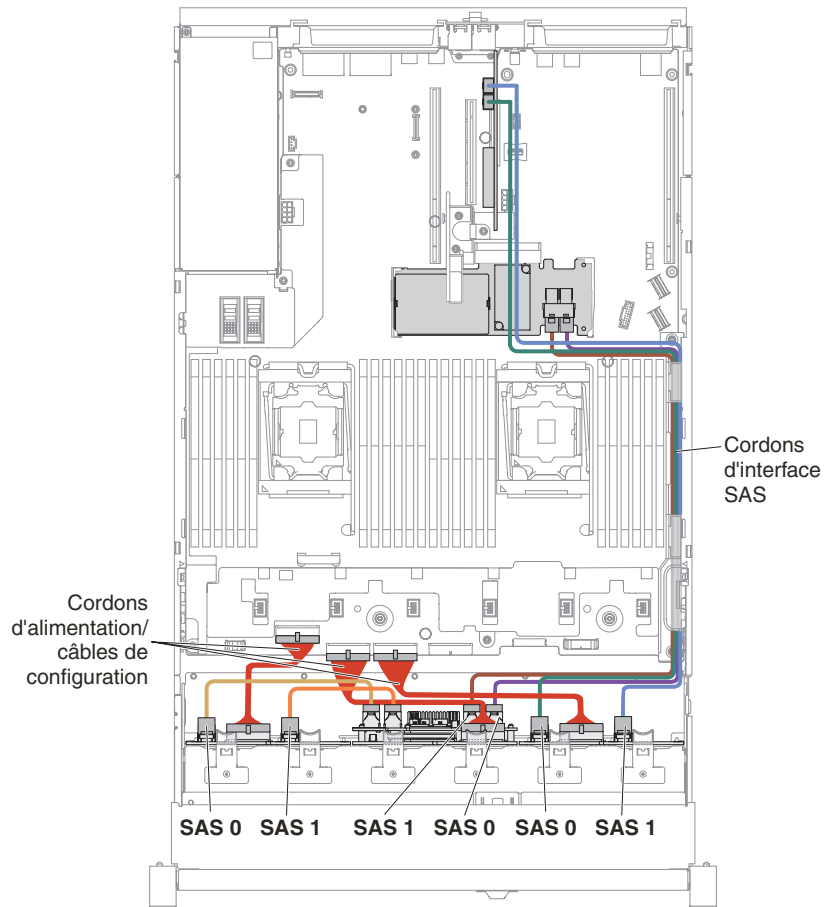 Cordons
d'interface
SAS
Cordons
d'alimentation/
câbles de
configuration
SAS 0 SAS 1 SAS 1 SAS 0 SAS 0 SAS 1